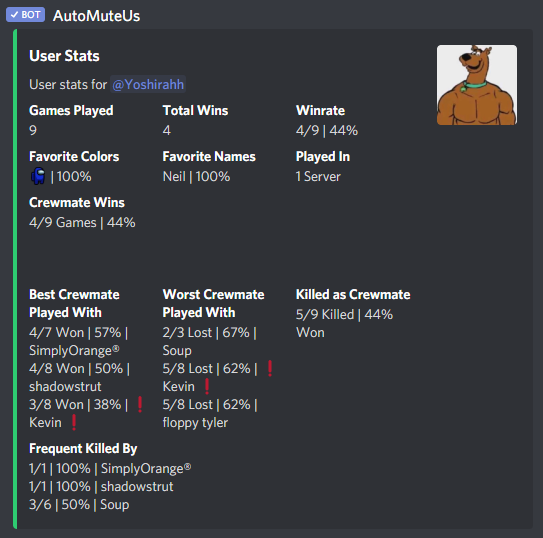 BOT AutoMuteUs
User Stats
User stats for @Yoshirahh
Games Played
9
Total Wins
4
Winrate
4/9 | 44%
Favorite Colors
| 100%
Favorite Names
Neil | 100%
Played In
1 Server
Crewmate Wins
4/9 Games | 44%
Best Crewmate
Played With
4/7 Won | 57% |
SimplyOrange®
4/8 Won | 50% |
shadowstrut
3/8 Won | 38% | ❗
Kevin ❗
Worst Crewmate
Played With
2/3 Lost | 67% |
Soup
5/8 Lost | 62% | ❗
Kevin ❗
5/8 Lost | 62% |
floppy tyler
Killed as Crewmate
5/9 Killed | 44%
Won
Frequent Killed By
1/1 | 100% | SimplyOrange®
1/1 | 100% | shadowstrut
3/6 | 50% | Soup